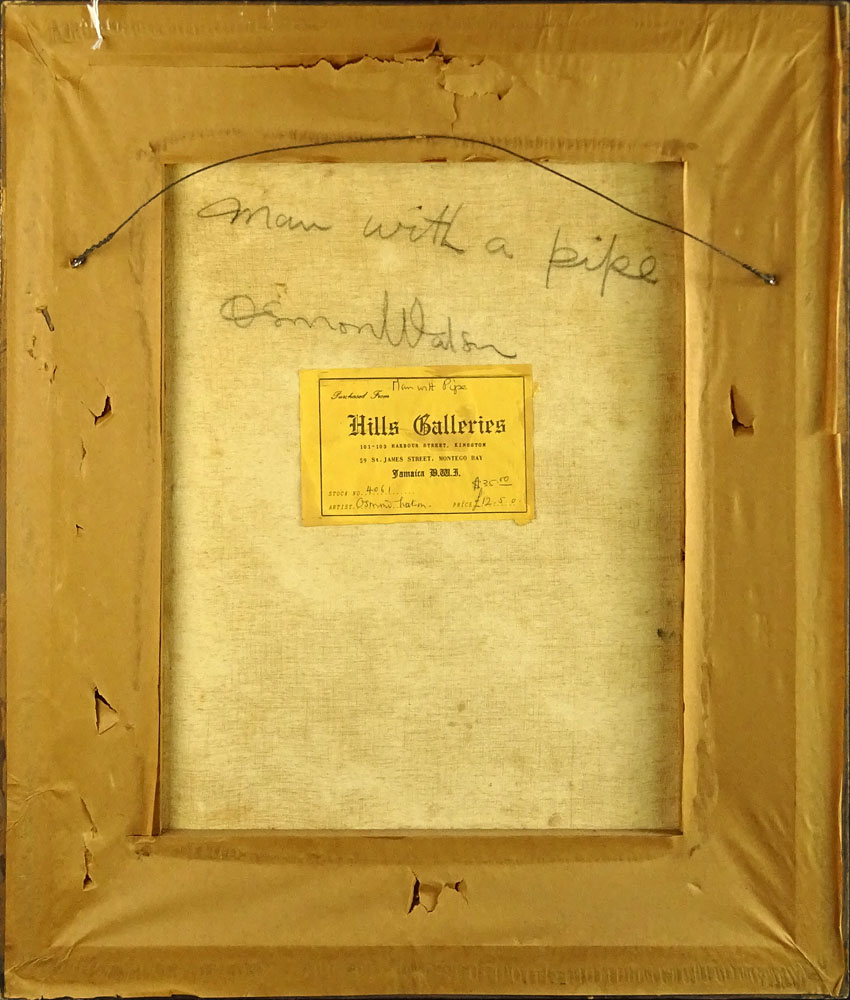 Man with a pipe
Osmond Watson
Man with Pipe
Purchased From
Hills Galleries
101-103 HARBOUR STREET, KINGSTON
59 ST. JAMES STREET, MONTEGO BAY
Jamaica B.W.I.
$35.00
STOCK NO. 4061
ARTIST. Osmond Watson. PRICE £12.5.0.